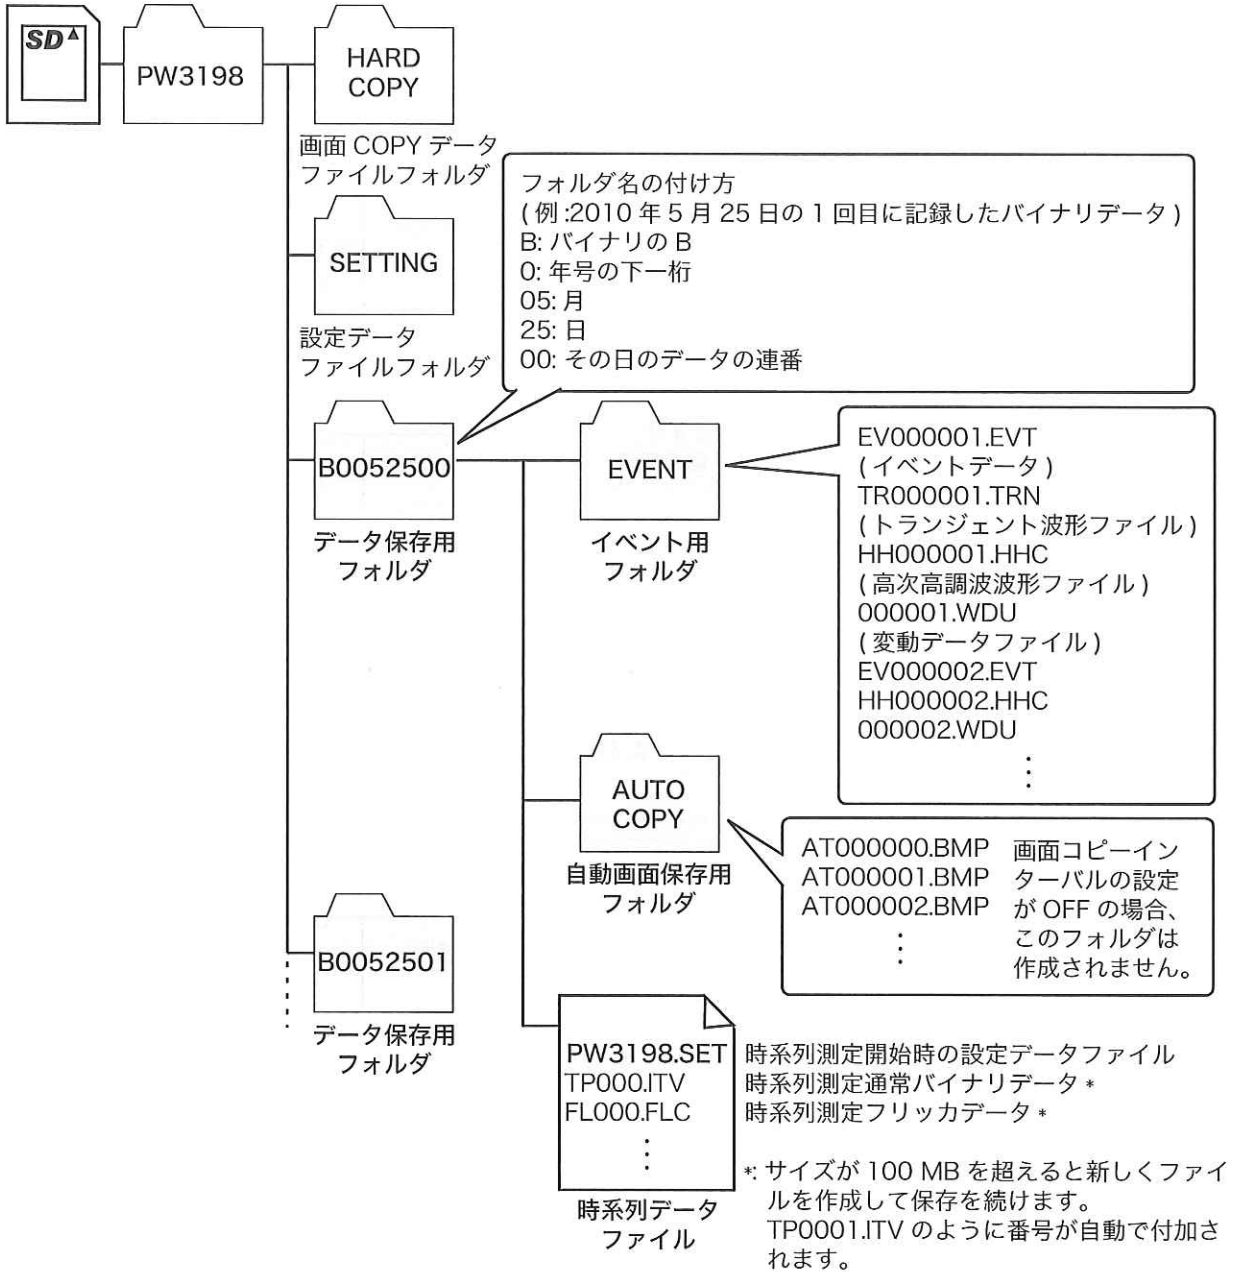 SD
PW3198
HARD
COPY
画面 COPY データ
ファイルフォルダ
SETTING
設定データ
ファイルフォルダ
フォルダ名の付け方
( 例 :2010 年 5 月 25 日の 1 回目に記録したバイナリデータ )
B: バイナリの B
0: 年号の下一桁
05: 月
25: 日
00: その日のデータの連番
B0052500
データ保存用
フォルダ
EVENT
イベント用
フォルダ
EV000001.EVT
( イベントデータ )
TR000001.TRN
( トランジェント波形ファイル )
HH000001.HHC
( 高次高調波波形ファイル )
000001.WDU
( 変動データファイル )
EV000002.EVT
HH000002.HHC
000002.WDU
⋮
AUTO
COPY
自動画面保存用
フォルダ
AT000000.BMP
AT000001.BMP
AT000002.BMP
⋮
画面コピーイン
ターバルの設定
が OFF の場合、
このフォルダは
作成されません。
B0052501
データ保存用
フォルダ
PW3198.SET 時系列測定開始時の設定データファイル
TP000.ITV 時系列測定通常バイナリデータ *
FL000.FLC 時系列測定フリッカデータ *
⋮
時系列データ
ファイル
*: サイズが 100 MB を超えると新しくファイ
ルを作成して保存を続けます。
TP0001.ITV のように番号が自動で付加さ
れます。